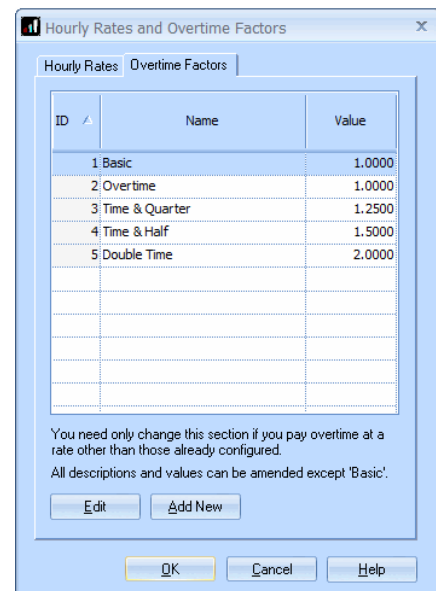 Hourly Rates and Overtime Factors x
Hourly Rates Overtime Factors
ID Name Value
1 Basic 1.0000
2 Overtime 1.0000
3 Time & Quarter 1.2500
4 Time & Half 1.5000
5 Double Time 2.0000
You need only change this section if you pay overtime at a
rate other than those already configured.
All descriptions and values can be amended except 'Basic'.
Edit Add New
OK Cancel Help